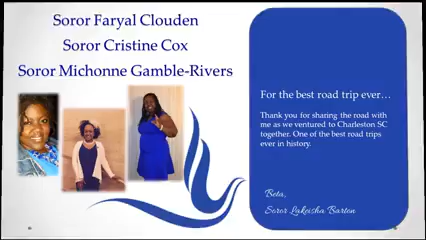 Soror Faryal Clouden
Soror Cristine Cox
Soror Michonne Gamble-Rivers
For the best road trip ever…
Thank you for sharing the road with
me as we ventured to Charleston SC
together. One of the best road trips
ever in history.
Beta,
Soror Lakeisha Barton